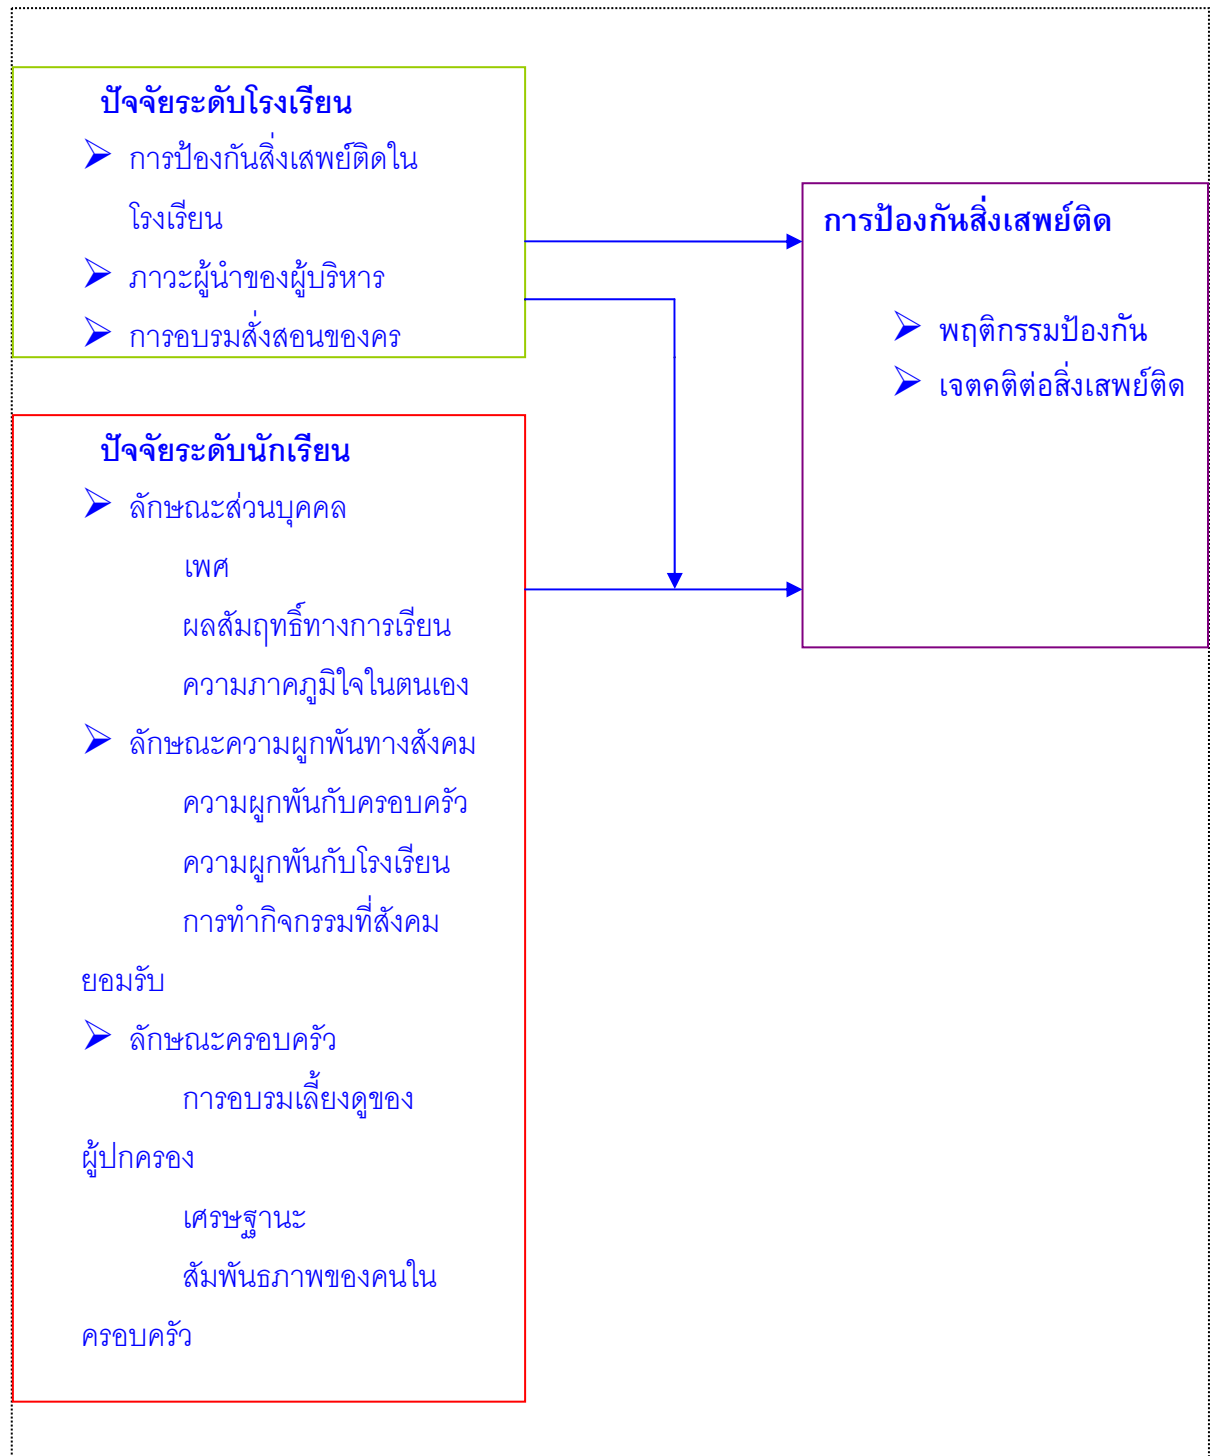 ปัจจัยระดับโรงเรียน
➢ การป้องกันสิ่งเสพย์ติดใน
โรงเรียน
➢ ภาวะผู้นำของผู้บริหาร
➢ การอบรมสั่งสอนของคร
ปัจจัยระดับนักเรียน
➢ ลักษณะส่วนบุคคล
เพศ
ผลสัมฤทธิ์ทางการเรียน
ความภาคภูมิใจในตนเอง
➢ ลักษณะความผูกพันทางสังคม
ความผูกพันกับครอบครัว
ความผูกพันกับโรงเรียน
การทำกิจกรรมที่สังคม
ยอมรับ
➢ ลักษณะครอบครัว
การอบรมเลี้ยงดูของ
ผู้ปกครอง
เศรษฐานะ
สัมพันธภาพของคนใน
ครอบครัว
การป้องกันสิ่งเสพย์ติด
➢ พฤติกรรมป้องกัน
➢ เจตคติต่อสิ่งเสพย์ติด